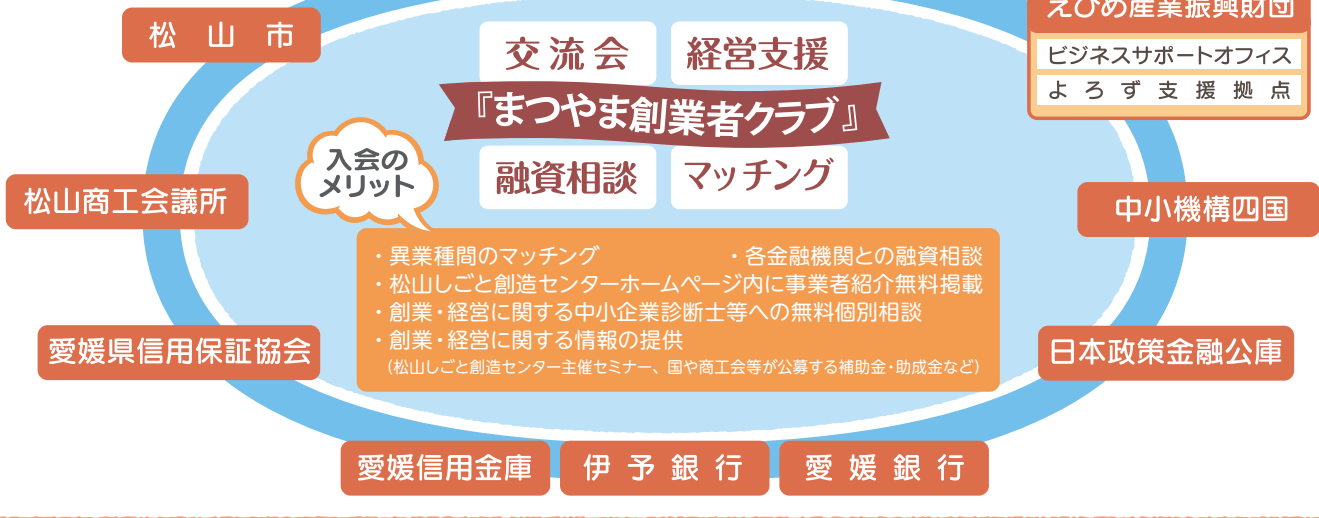 えひめ産業振興財団
ビジネスサポートオフィス
よろず支援拠点
松山市
交流会
経営支援
『まつやま創業者クラブ』
融資相談
マッチング
入会の
メリット
松山商工会議所
中小機構四国
・異業種間のマッチング ・各金融機関との融資相談
・松山しごと創造センターホームページ内に事業者紹介無料掲載
・創業・経営に関する中小企業診断士等への無料個別相談
・創業・経営に関する情報の提供
(松山しごと創造センター主催セミナー、国や商工会等が公募する補助金・助成金など)
愛媛県信用保証協会
日本政策金融公庫
愛媛信用金庫
伊予銀行
愛媛銀行